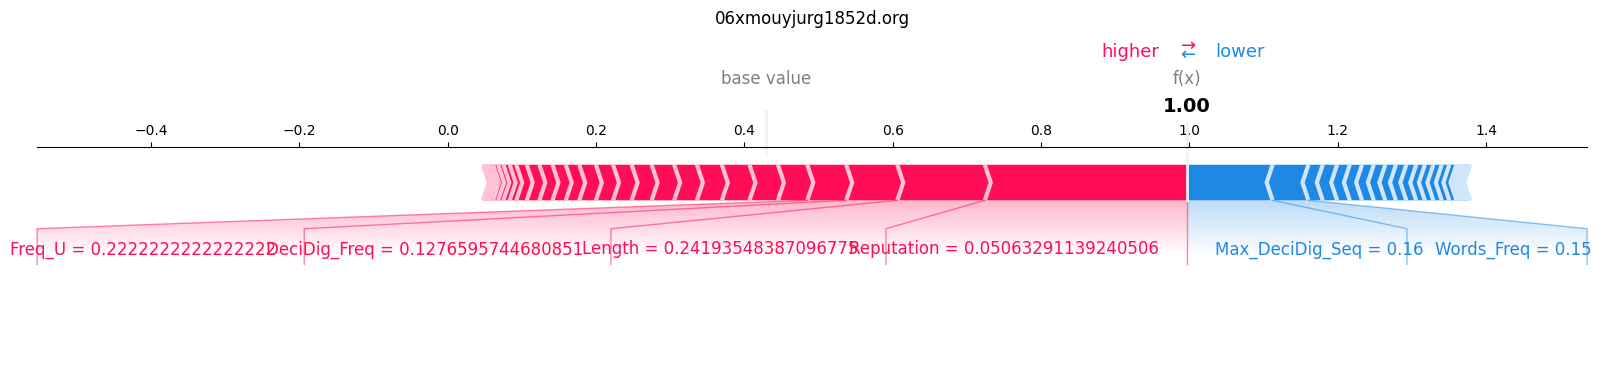 06xmouyjurg1852d.org
higher → ← lower
base value f(x)
1.00
−0.4 −0.2 0.0 0.2 0.4 0.6 0.8 1.0 1.2 1.4
Freq_U = 0.2222222222222222 DeciDig_Freq = 0.1276595744680851 Length = 0.24193548387096775 Reputation = 0.05063291139240506 Max_DeciDig_Seq = 0.16 Words_Freq = 0.15